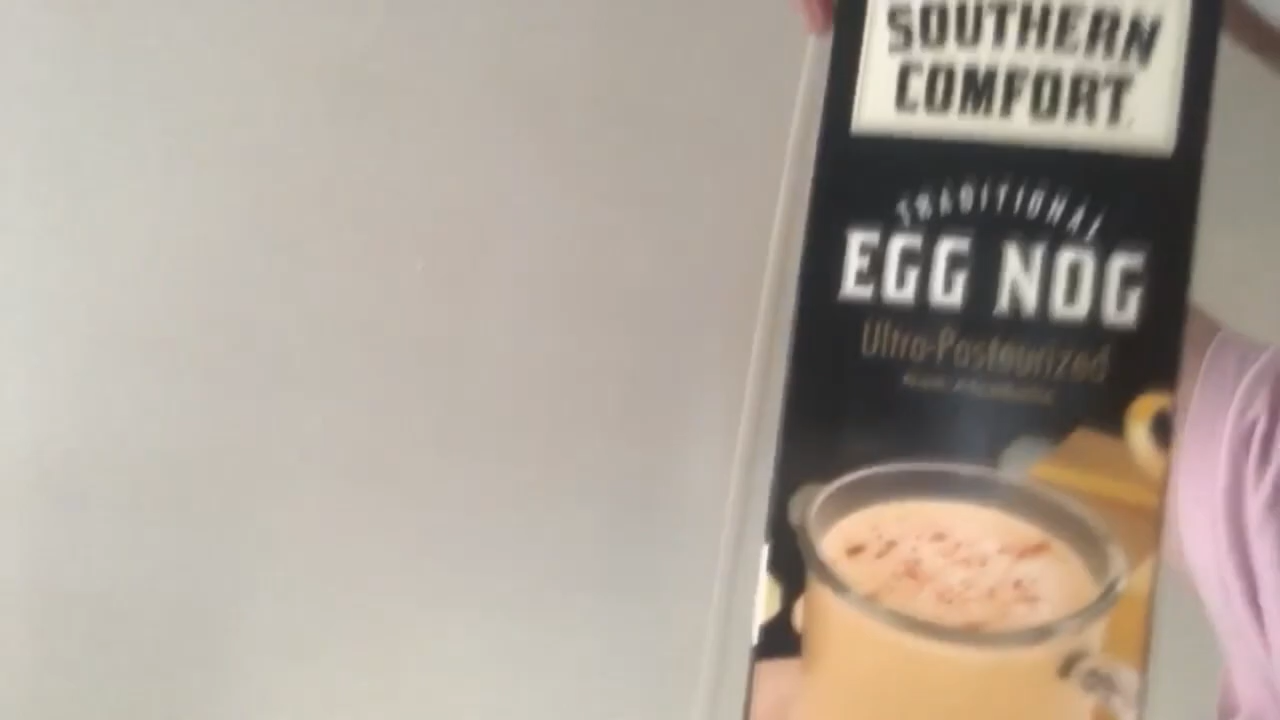 SOUTHERN
COMFORT
TRADITIONAL
EGG NOG
Ultra-Pasteurized